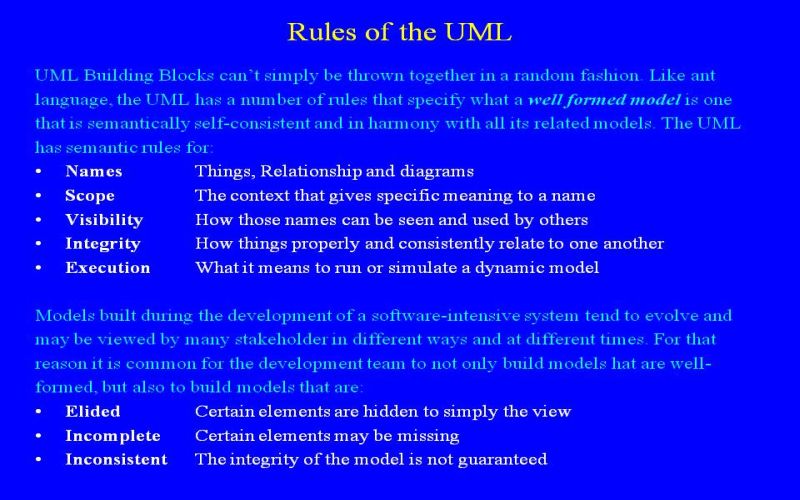 Rules of the UML
UML Building Blocks can't simply be thrown together in a random fashion. Like ant
language, the UML has a number of rules that specify what a well formed model is one
that is semantically self-consistent and in harmony with all its related models. The UML
has semantic rules for:
• Names Things, Relationship and diagrams
• Scope The context that gives specific meaning to a name
• Visibility How those names can be seen and used by others
• Integrity How things properly and consistently relate to one another
• Execution What it means to run or simulate a dynamic model
Models built during the development of a software-intensive system tend to evolve and
may be viewed by many stakeholder in different ways and at different times. For that
reason it is common for the development team to not only build models hat are well-
formed, but also to build models that are:
• Elided Certain elements are hidden to simply the view
• Incomplete Certain elements may be missing
• Inconsistent The integrity of the model is not guaranteed